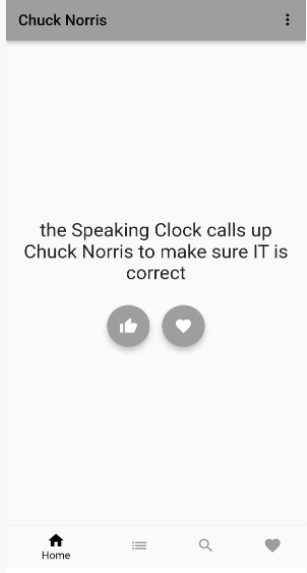 Chuck Norris
the Speaking Clock calls up
Chuck Norris to make sure IT is
correct
Home